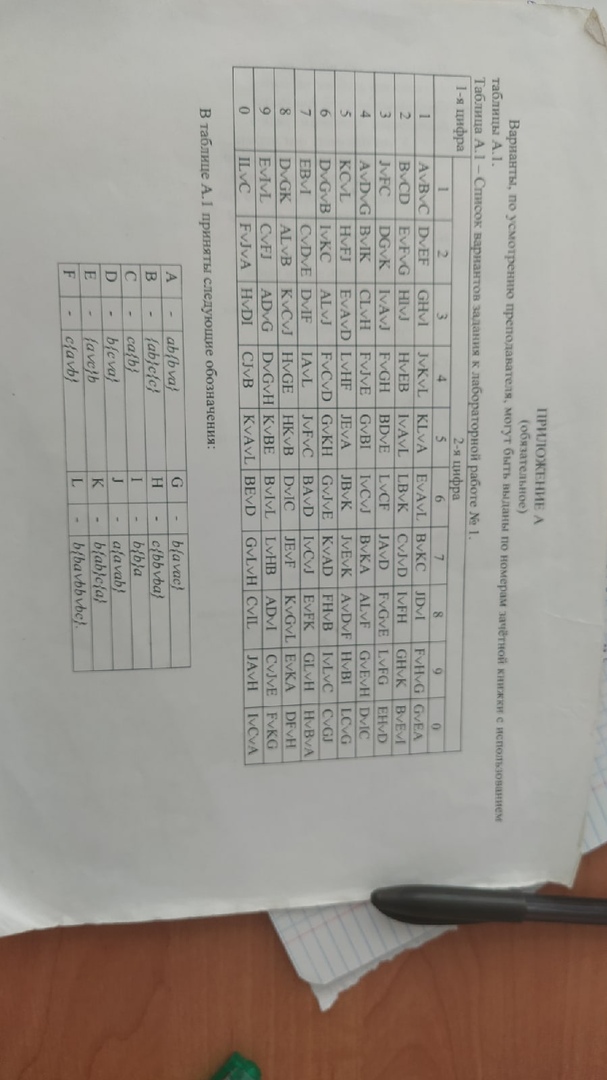 ПРИЛОЖЕНИЕ А
(обязательное)
Варианты, по усмотрению преподавателя, могут быть выданы по номерам зачётной книжки с использованием
таблицы А.1.
Таблица А.1 – Список вариантов задания к лабораторной работе № 1.
1-я цифра 2-я цифра
1 2 3 4 5 6 7 8 9 0
1 A∨B∨C D∨EF GH∨I J∨K∨L KL∨A E∨A∨L B∨KC JD∨I F∨H∨G G∨EA
2 B∨CD E∨F∨G HI∨J H∨EB I∨A∨L LB∨K C∨J∨D I∨FH GH∨K B∨E∨I
3 J∨FC DG∨K I∨A∨J F∨GH BD∨E L∨CF JA∨D F∨G∨E L∨FG EH∨D
4 A∨D∨G B∨IK CL∨H F∨J∨E G∨BI I∨C∨J B∨KA AL∨F G∨E∨H D∨IC
5 KC∨L H∨FJ E∨A∨D L∨HF JE∨A JB∨K J∨E∨K A∨D∨F H∨BI LC∨G
6 D∨G∨B I∨KC AL∨J F∨C∨D G∨KH G∨J∨E K∨AD FH∨B I∨L∨C C∨GJ
7 EB∨I C∨D∨E D∨IF IA∨L J∨F∨C BA∨D I∨C∨J E∨FK GL∨H H∨B∨A
8 D∨GK AL∨B K∨C∨J H∨GE HK∨B D∨IC JE∨F K∨G∨L E∨KA DF∨H
9 E∨I∨L C∨FJ AD∨G D∨G∨H K∨BE B∨I∨L L∨HB AD∨I C∨J∨E F∨KG
0 IL∨C F∨J∨A H∨DI CJ∨B K∨A∨L BE∨D G∨L∨H C∨IL JA∨H I∨C∨A
В таблице А.1 приняты следующие обозначения:
A - ab{b∨a} G - b{a∨ac}
B - {ab}c{c} H - c{bb∨ba}
C - ca{b} I - b{b}a
D - b{c∨a} J - a{a∨ab}
E - {a∨c}b K - b{ab}c{a}
F - c{a∨b} L - b{ba∨bb∨bc}.